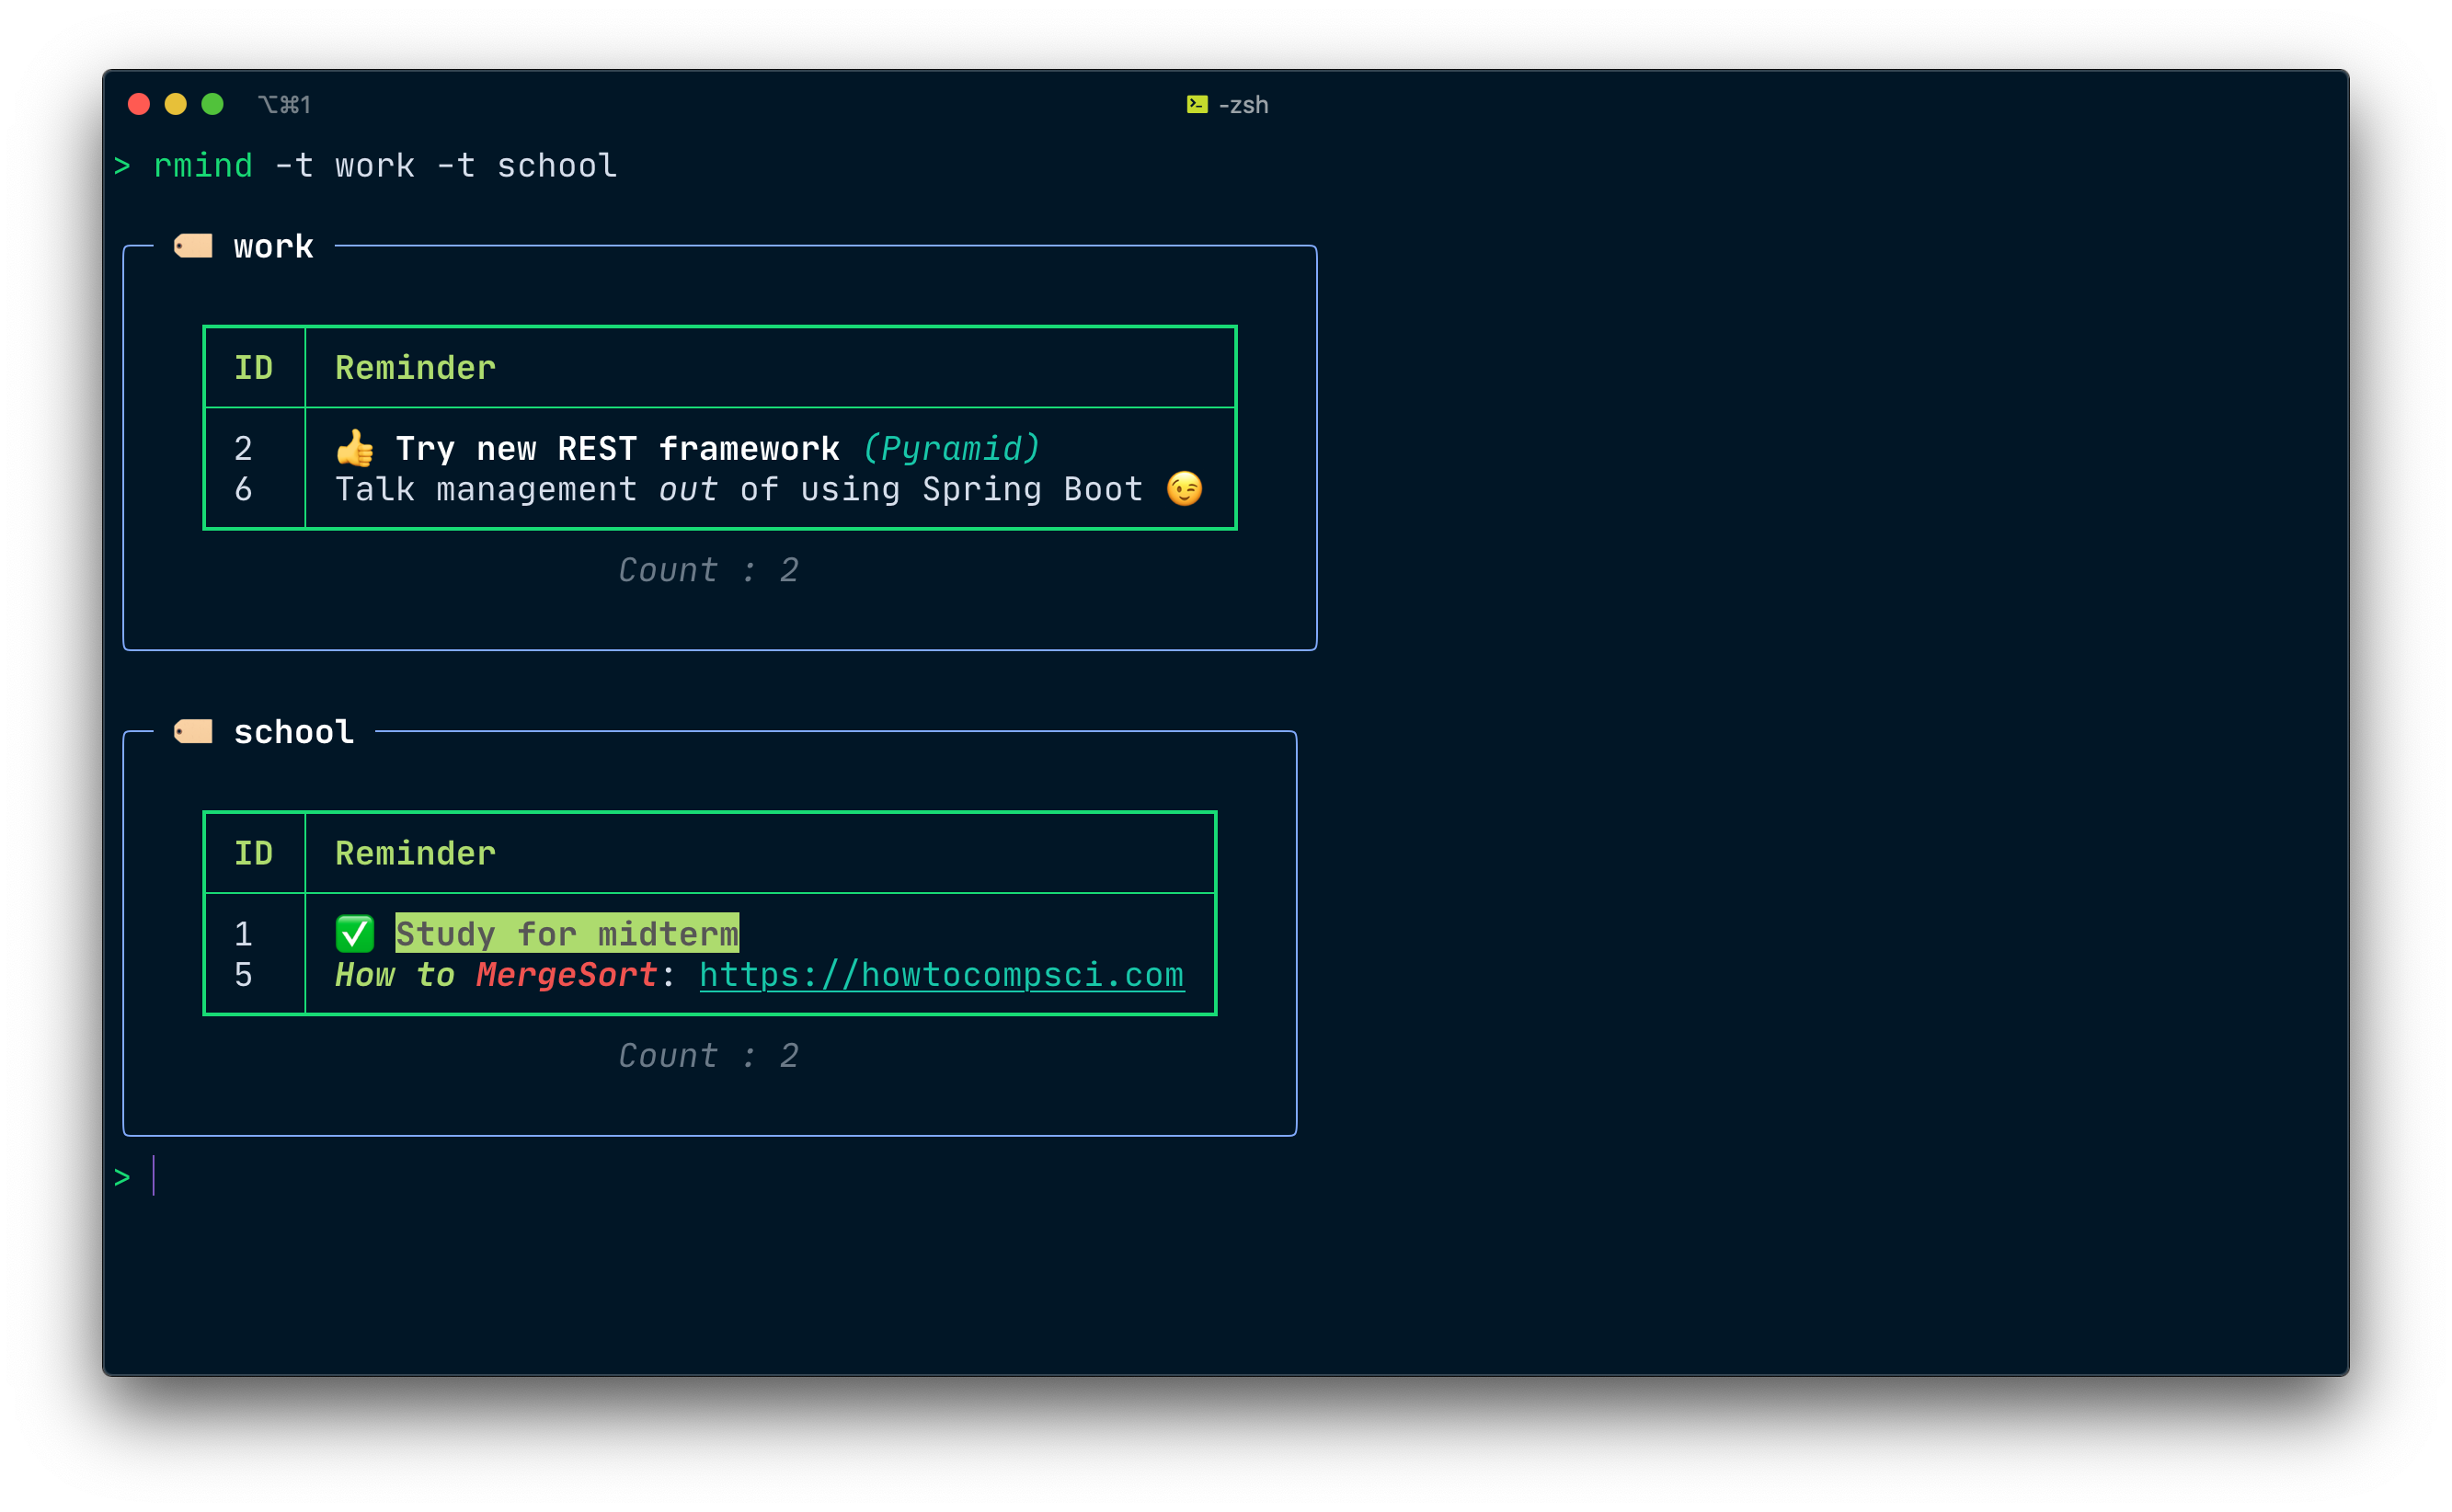 ⌥⌘1 -zsh
> rmind -t work -t school
🏷️ work
ID Reminder
2 👍 Try new REST framework (Pyramid)
6 Talk management out of using Spring Boot 😉
Count : 2
🏷️ school
ID Reminder
1 ✅ Study for midterm
5 How to MergeSort: https://howtocompsci.com
Count : 2
>